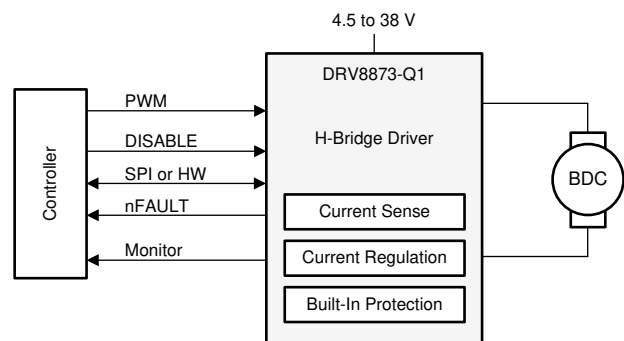 4.5 to 38 V
DRV8873-Q1
H-Bridge Driver
Controller
PWM
DISABLE
SPI or HW
nFAULT
Monitor
Current Sense
Current Regulation
Built-In Protection
BDC